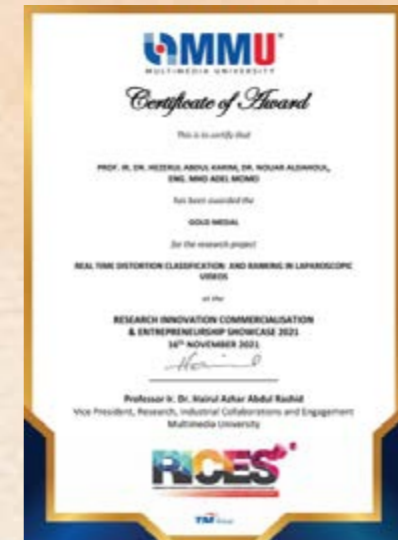 MMU
MULTIMEDIA UNIVERSITY
Certificate of Award
This is to certify that
PROF. IR. DR. HEZERUL ABDUL KARIM, DR. NOUAR ALDAHOUL,
ENG. MHD ADEL MOMO
has been awarded the
GOLD MEDAL
for the research project
REAL TIME DISTORTION CLASSIFICATION AND RANKING IN LAPAROSCOPIC
VIDEOS
at the
RESEARCH INNOVATION COMMERCIALISATION
& ENTREPRENEURSHIP SHOWCASE 2021
16TH NOVEMBER 2021
Professor Ir. Dr. Hairul Azhar Abdul Rashid
Vice President, Research, Industrial Collaborations and Engagement
Multimedia University
RICES
TM